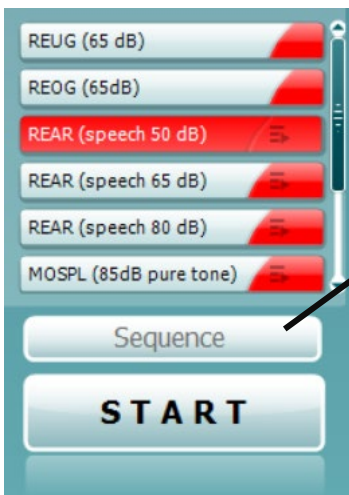 REUG (65 dB)
REOG (65dB)
REAR (speech 50 dB)
REAR (speech 65 dB)
REAR (speech 80 dB)
MOSPL (85dB pure tone)
Sequence
START